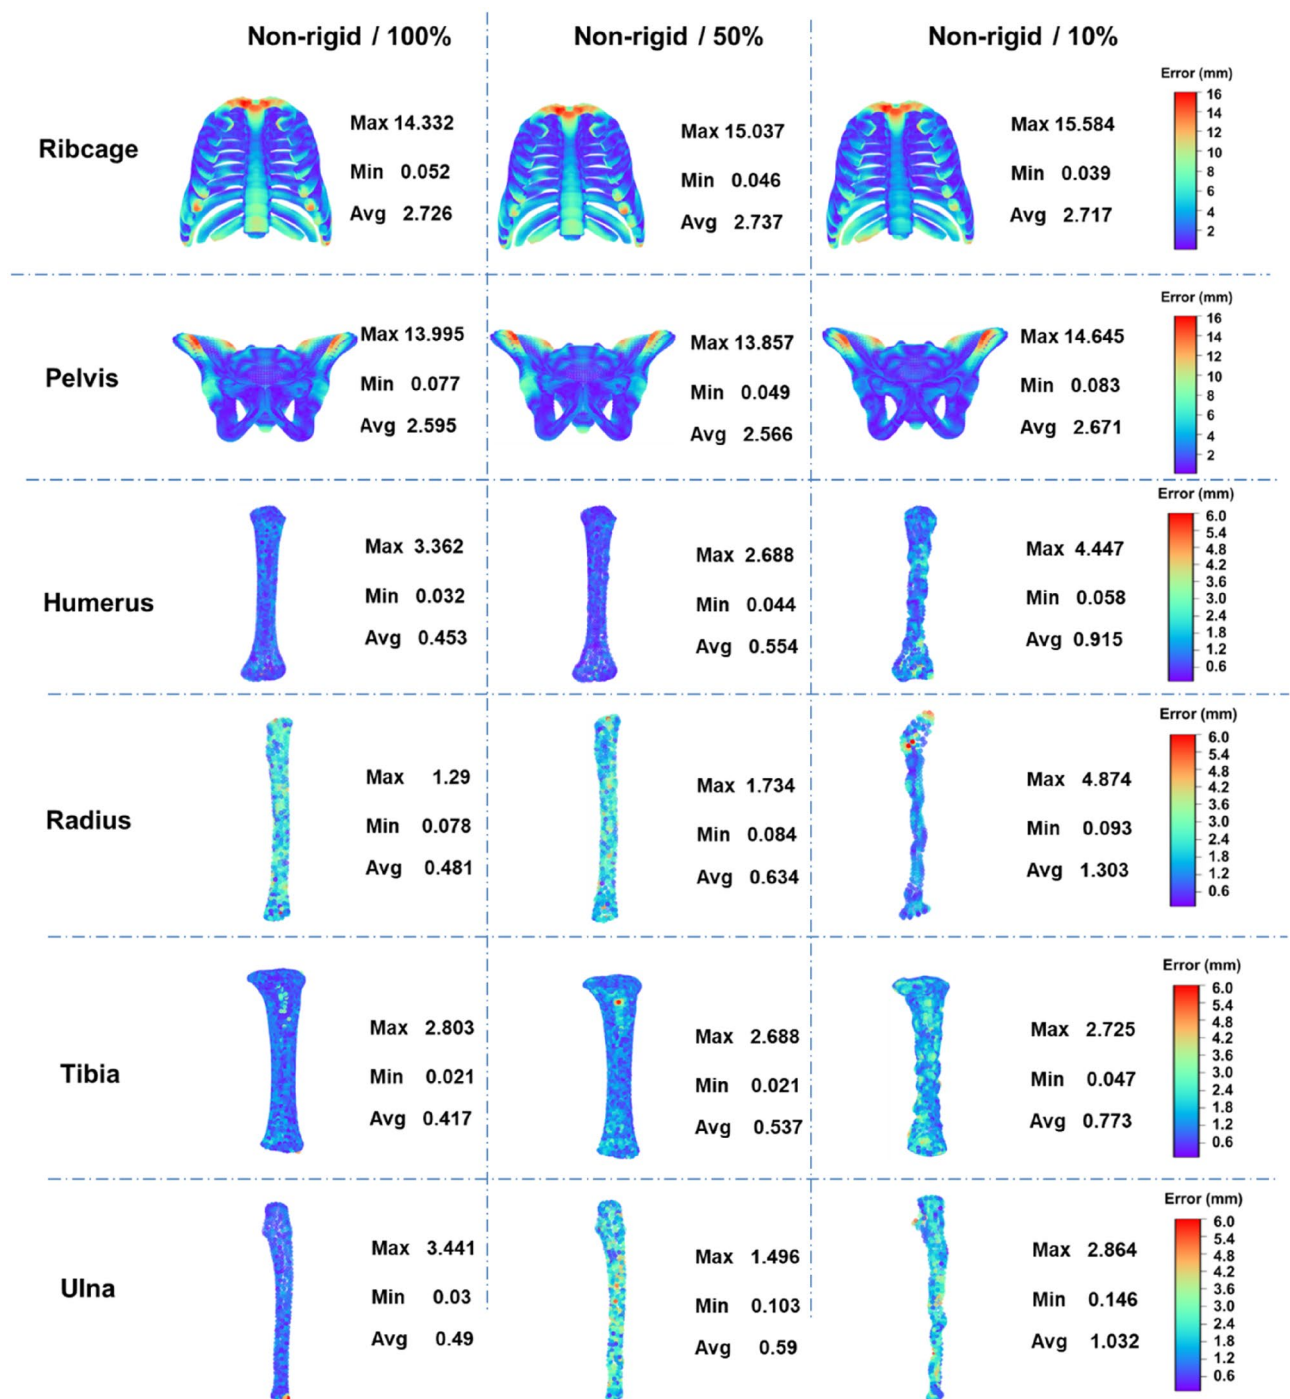 Non-rigid / 100%
Non-rigid / 50%
Non-rigid / 10%
Ribcage
Max 14.332
Min 0.052
Avg 2.726
Max 15.037
Min 0.046
Avg 2.737
Max 15.584
Min 0.039
Avg 2.717
Error (mm)
16
14
12
10
8
6
4
2
Pelvis
Max 13.995
Min 0.077
Avg 2.595
Max 13.857
Min 0.049
Avg 2.566
Max 14.645
Min 0.083
Avg 2.671
Error (mm)
16
14
12
10
8
6
4
2
Humerus
Max 3.362
Min 0.032
Avg 0.453
Max 2.688
Min 0.044
Avg 0.554
Max 4.447
Min 0.058
Avg 0.915
Error (mm)
6.0
5.4
4.8
4.2
3.6
3.0
2.4
1.8
1.2
0.6
Radius
Max 1.29
Min 0.078
Avg 0.481
Max 1.734
Min 0.084
Avg 0.634
Max 4.874
Min 0.093
Avg 1.303
Error (mm)
6.0
5.4
4.8
4.2
3.6
3.0
2.4
1.8
1.2
0.6
Tibia
Max 2.803
Min 0.021
Avg 0.417
Max 2.688
Min 0.021
Avg 0.537
Max 2.725
Min 0.047
Avg 0.773
Error (mm)
6.0
5.4
4.8
4.2
3.6
3.0
2.4
1.8
1.2
0.6
Ulna
Max 3.441
Min 0.03
Avg 0.49
Max 1.496
Min 0.103
Avg 0.59
Max 2.864
Min 0.146
Avg 1.032
Error (mm)
6.0
5.4
4.8
4.2
3.6
3.0
2.4
1.8
1.2
0.6